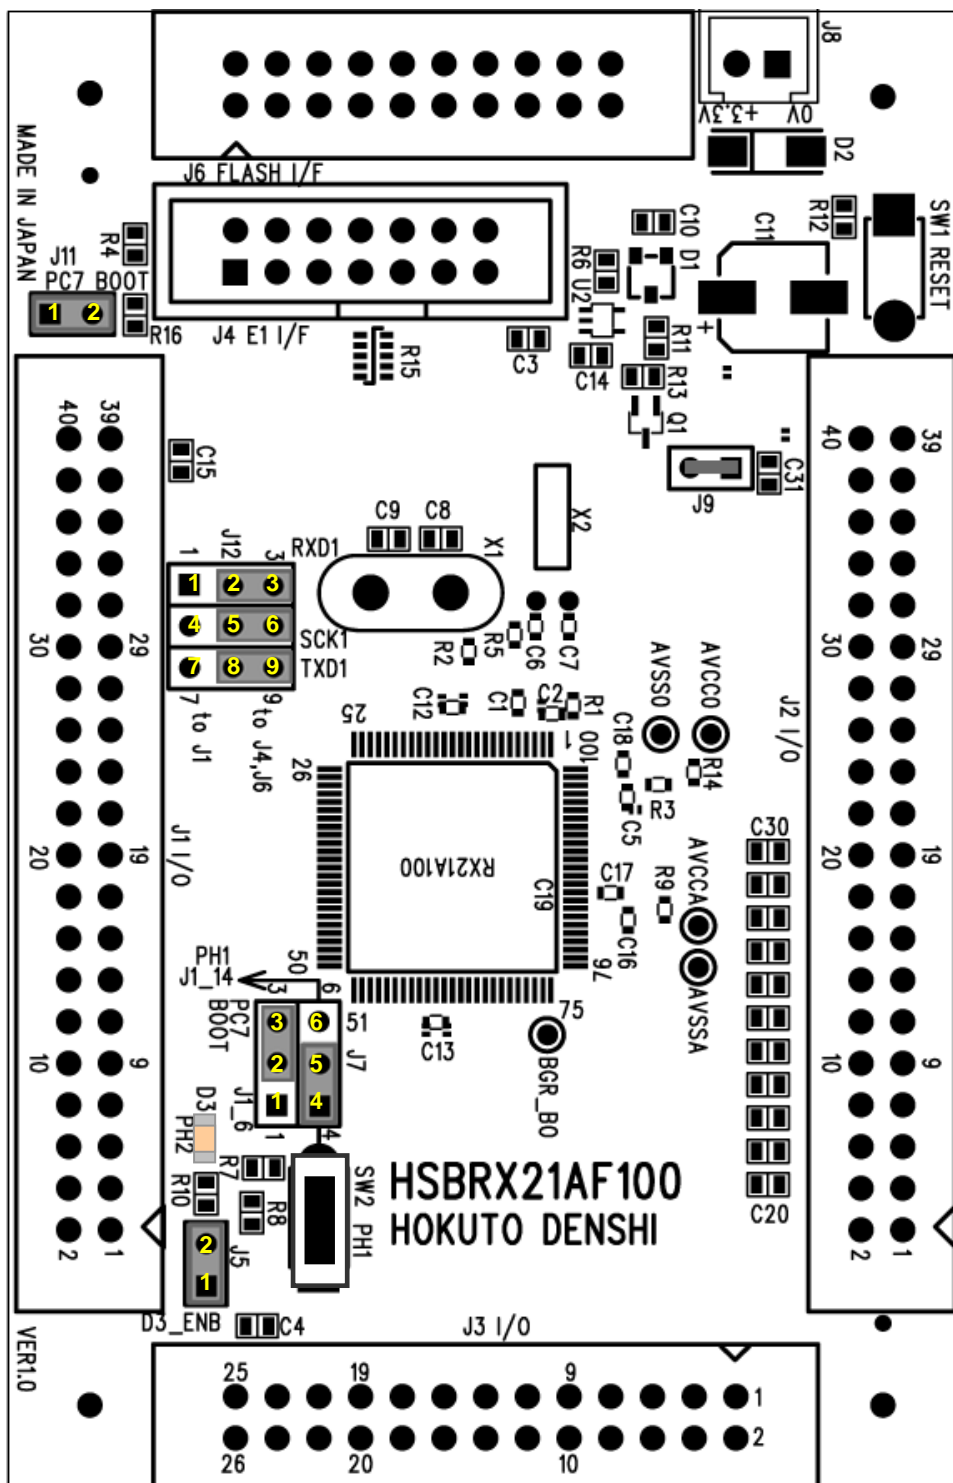 J8
0V +3.3V
D2
J6 FLASH I/F
MADE IN JAPAN
R4
J11
PC7 BOOT
1 2
R16
J4 E1 I/F
R15
C10
D1
R6
U2
C11
+
R12
SW1 RESET
C3
C14
R11
R13
Q1
J9
C31
40 39
40 39
C15
C9 C8
X2
1 J12 3
RXD1
X1
1 2 3
4 5 6
SCK1
7 8 9
TXD1
7 9
to J1
to J4,J6
30 29
R2
R5
C6
C7
30 29
AVSS0
AVCC0
J2 I/O
25
C12
C1
C2
R1
100 1
C18
R14
26
C5
R3
J1 I/O
20 19
RX21A100
C19
C17
C16
R9
AVCCA
AVSSA
C30
20 19
PH1
J1_14
50
76
3 6
PC7
BOOT
3 6
51
2 5
J7
1 4
J1_6
1 4
C13
75
BGR_B0
10 9
10 9
D3
PH2
R7
R10
R8
SW2 PH1
HSBRX21AF100
HOKUTO DENSHI
C20
2 1
2
1
J5
D3_ENB
C4
2 1
J3 I/O
VER1.0
25 19 9 1
2
26 20 10